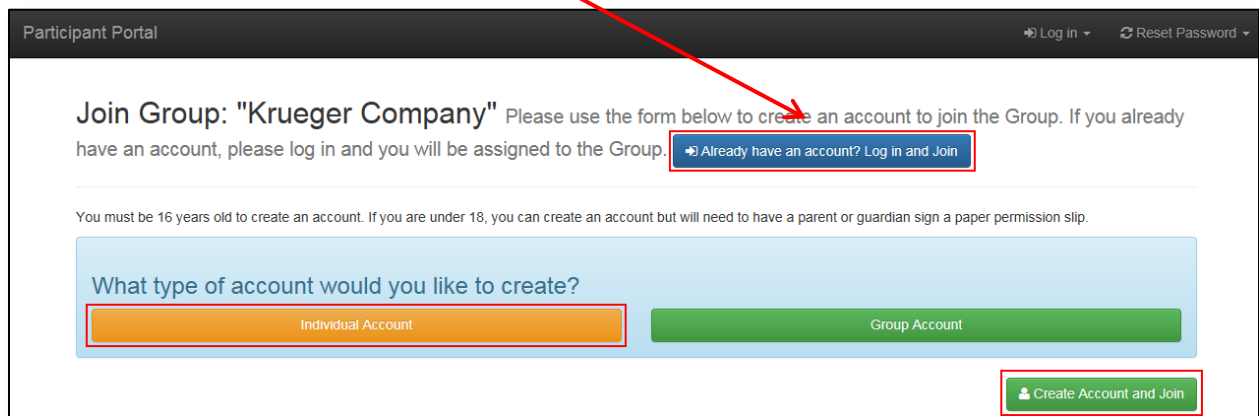 Participant Portal Log in Reset Password
Join Group: "Krueger Company" Please use the form below to create an account to join the Group. If you already
have an account, please log in and you will be assigned to the Group. Already have an account? Log in and Join
You must be 16 years old to create an account. If you are under 18, you can create an account but will need to have a parent or guardian sign a paper permission slip.
What type of account would you like to create?
Individual Account Group Account
Create Account and Join